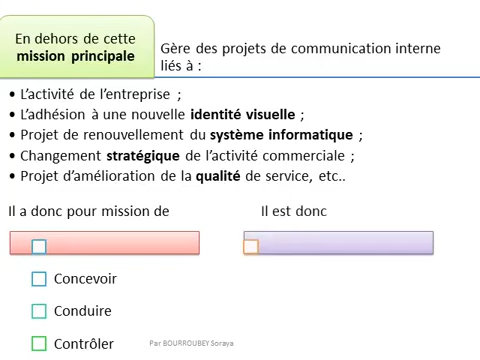 En dehors de cette
mission principale
Gère des projets de communication interne
liés à :
• L’activité de l’entreprise ;
• L’adhésion à une nouvelle identité visuelle ;
• Projet de renouvellement du système informatique ;
• Changement stratégique de l’activité commerciale ;
• Projet d’amélioration de la qualité de service, etc..
Il a donc pour mission de
Il est donc
Concevoir
Conduire
Contrôler
Par BOURROUBEY Soraya